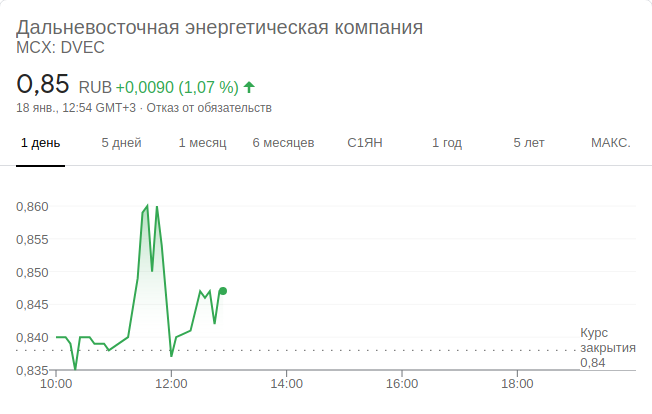 Дальневосточная энергетическая компания
MCX: DVEC
0,85 RUB +0,0090 (1,07 %)
18 янв., 12:54 GMT+3 · Отказ от обязательств
1 день 5 дней 1 месяц 6 месяцев С1ЯН 1 год 5 лет МАКС.
0,860
0,855
0,850
0,845
0,840
0,835
Курс
закрытия
0,84
10:00 12:00 14:00 16:00 18:00